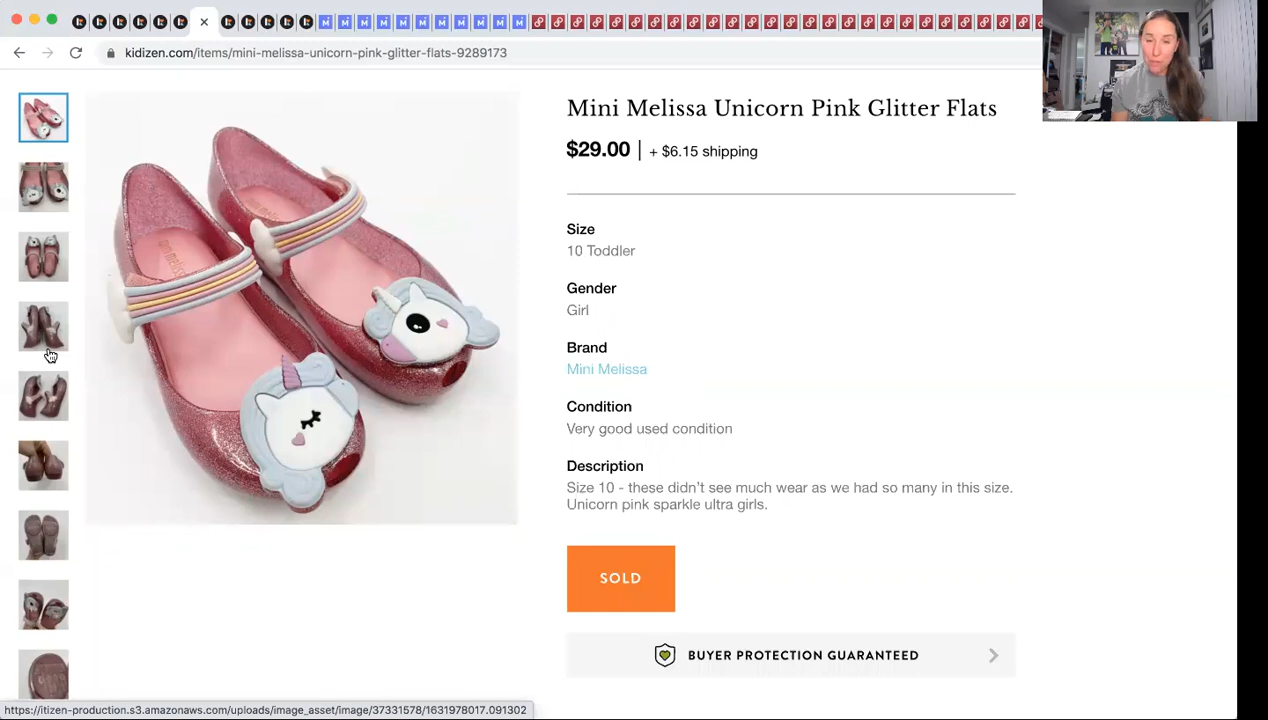 kidizen.com/items/mini-melissa-unicorn-pink-glitter-flats-9289173
Mini Melissa Unicorn Pink Glitter Flats
$29.00 | + $6.15 shipping
Size
10 Toddler
Gender
Girl
Brand
Mini Melissa
Condition
Very good used condition
Description
Size 10 - these didn't see much wear as we had so many in this size.
Unicorn pink sparkle ultra girls.
SOLD
BUYER PROTECTION GUARANTEED
https://itizen-production.s3.amazonaws.com/uploads/image_asset/image/37331578/1631978017.091302